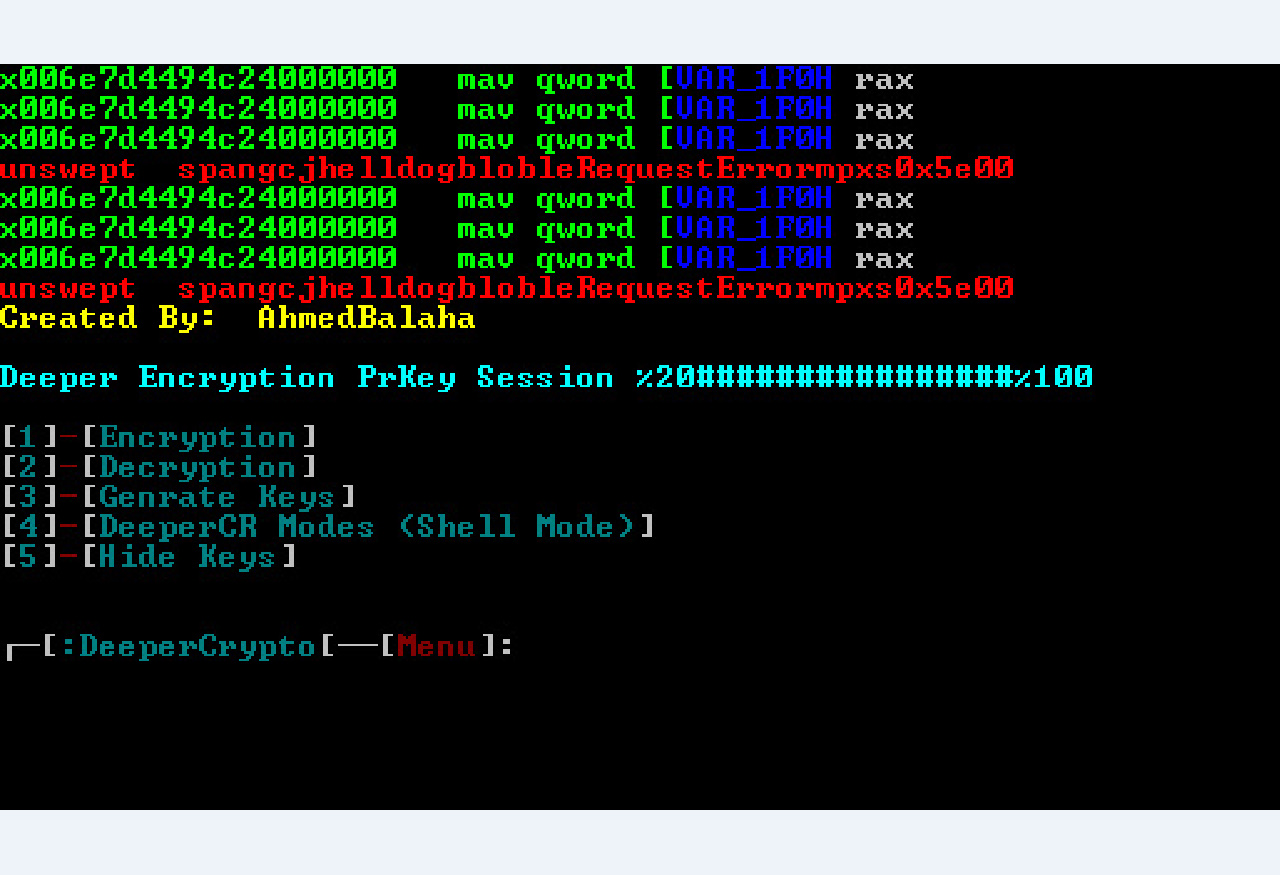 x006e7d4494c24000000 mav qword [VAR_1F0H rax
x006e7d4494c24000000 mav qword [VAR_1F0H rax
x006e7d4494c24000000 mav qword [VAR_1F0H rax
unswept spangcjhelldogblobleRequestErrormpxs0x5e00
x006e7d4494c24000000 mav qword [VAR_1F0H rax
x006e7d4494c24000000 mav qword [VAR_1F0H rax
x006e7d4494c24000000 mav qword [VAR_1F0H rax
unswept spangcjhelldogblobleRequestErrormpxs0x5e00
Created By: AhmedBalaha
Deeper Encryption PrKey Session %20################%100
[1]-[Encryption]
[2]-[Decryption]
[3]-[Genrate Keys]
[4]-[DeeperCR Modes (Shell Mode)]
[5]-[Hide Keys]
┌─[:DeeperCrypto[──[Menu]: